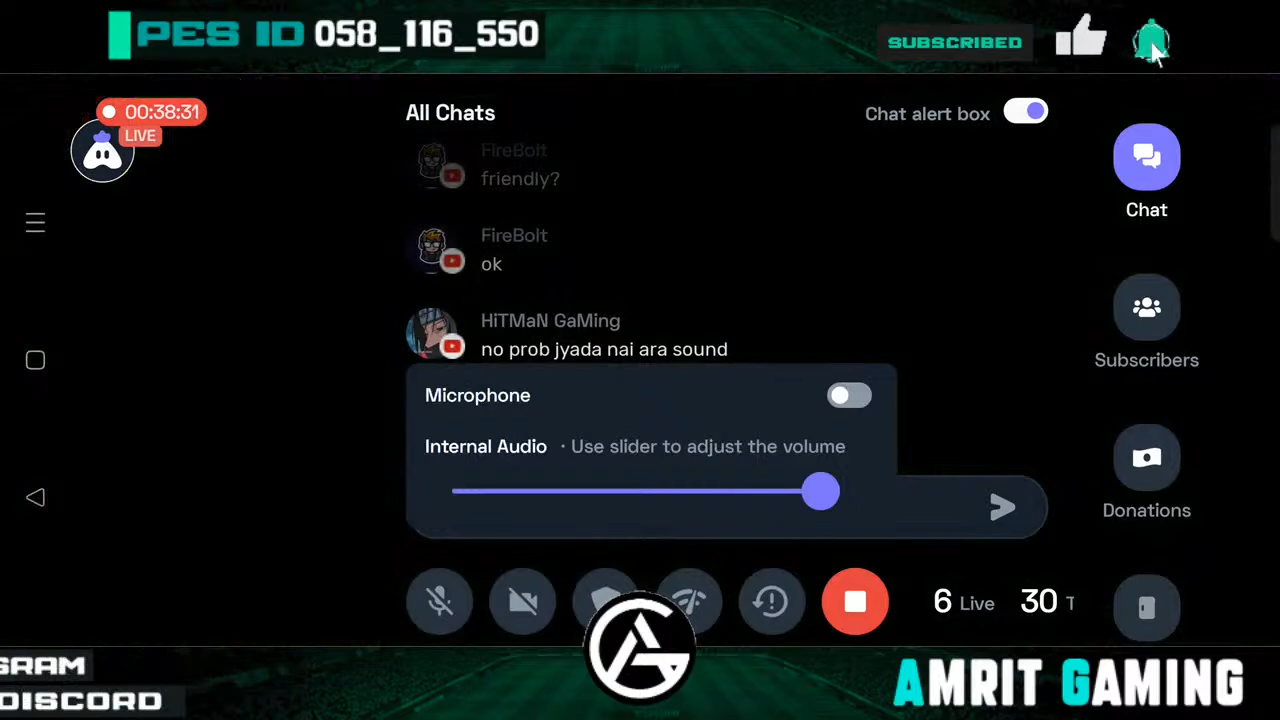 PES ID 058_116_550
SUBSCRIBED
00:38:31
LIVE
All Chats
Chat alert box
FireBolt
friendly?
FireBolt
ok
HiTMaN GaMing
no prob jyada nai ara sound
Microphone
Internal Audio · Use slider to adjust the volume
Chat
Subscribers
Donations
6 Live 30 T
GRAM
DISCORD
AMRIT GAMING